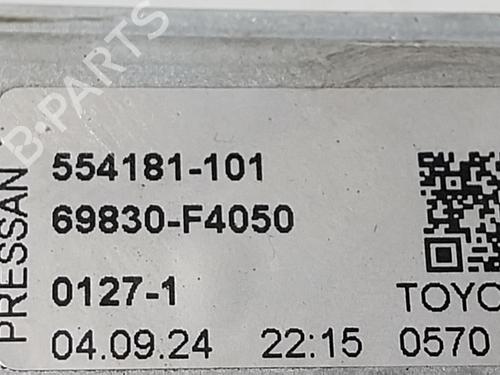 B-PARTS
PRESSAN
554181-101
69830-F4050
0127-1
TOYO
04.09.24 22:15 0570